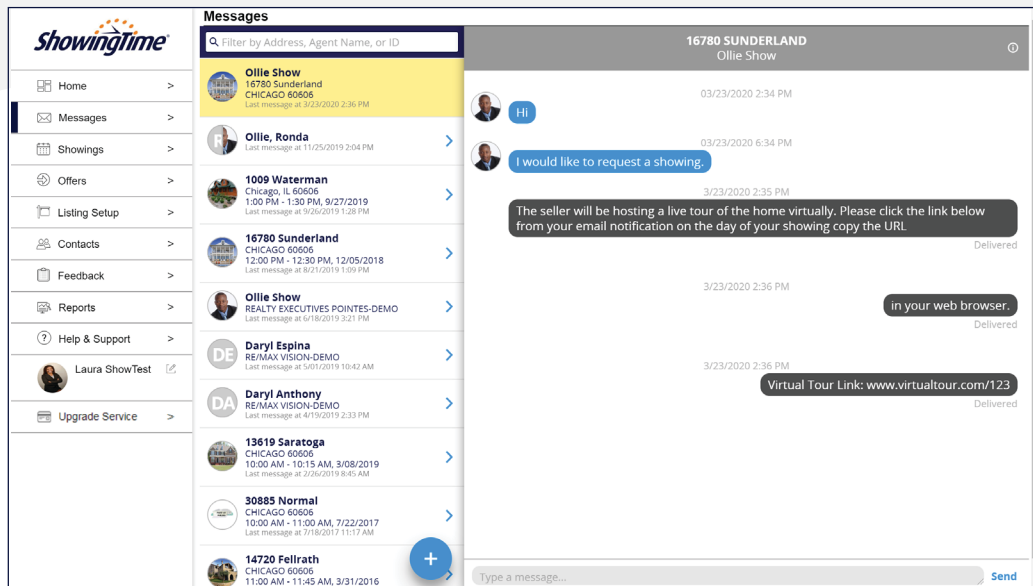 ShowingTime
Home >
Messages >
Showings >
Offers >
Listing Setup >
Contacts >
Feedback >
Reports >
Help & Support >
Laura ShowTest
Upgrade Service >
Messages
Filter by Address, Agent Name, or ID
Ollie Show
16780 Sunderland
CHICAGO 60606
Last message at 3/23/2020 2:36 PM
R
Ollie, Ronda
Last message at 11/25/2019 2:04 PM
1009 Waterman
Chicago, IL 60606
1:00 PM - 1:30 PM, 9/27/2019
Last message at 9/26/2019 1:28 PM
16780 Sunderland
CHICAGO 60606
12:00 PM - 12:30 PM, 12/05/2018
Last message at 8/21/2019 1:09 PM
Ollie Show
REALTY EXECUTIVES POINTES-DEMO
Last message at 6/18/2019 3:21 PM
DE
Daryl Espina
RE/MAX VISION-DEMO
Last message at 5/01/2019 10:42 AM
DA
Daryl Anthony
RE/MAX VISION-DEMO
Last message at 4/19/2019 2:33 PM
13619 Saratoga
CHICAGO 60606
10:00 AM - 10:15 AM, 3/08/2019
Last message at 2/26/2019 8:45 AM
30885 Normal
CHICAGO 60606
10:00 AM - 11:00 AM, 7/22/2017
Last message at 7/18/2017 11:17 AM
14720 Fellrath
CHICAGO 60606
11:00 AM - 11:45 AM, 3/31/2016
+
16780 SUNDERLAND
Ollie Show
03/23/2020 2:34 PM
Hi
03/23/2020 6:34 PM
I would like to request a showing.
3/23/2020 2:35 PM
The seller will be hosting a live tour of the home virtually. Please click the link below
from your email notification on the day of your showing copy the URL
Delivered
3/23/2020 2:36 PM
in your web browser.
Delivered
3/23/2020 2:36 PM
Virtual Tour Link: www.virtualtour.com/123
Delivered
Type a message...
Send